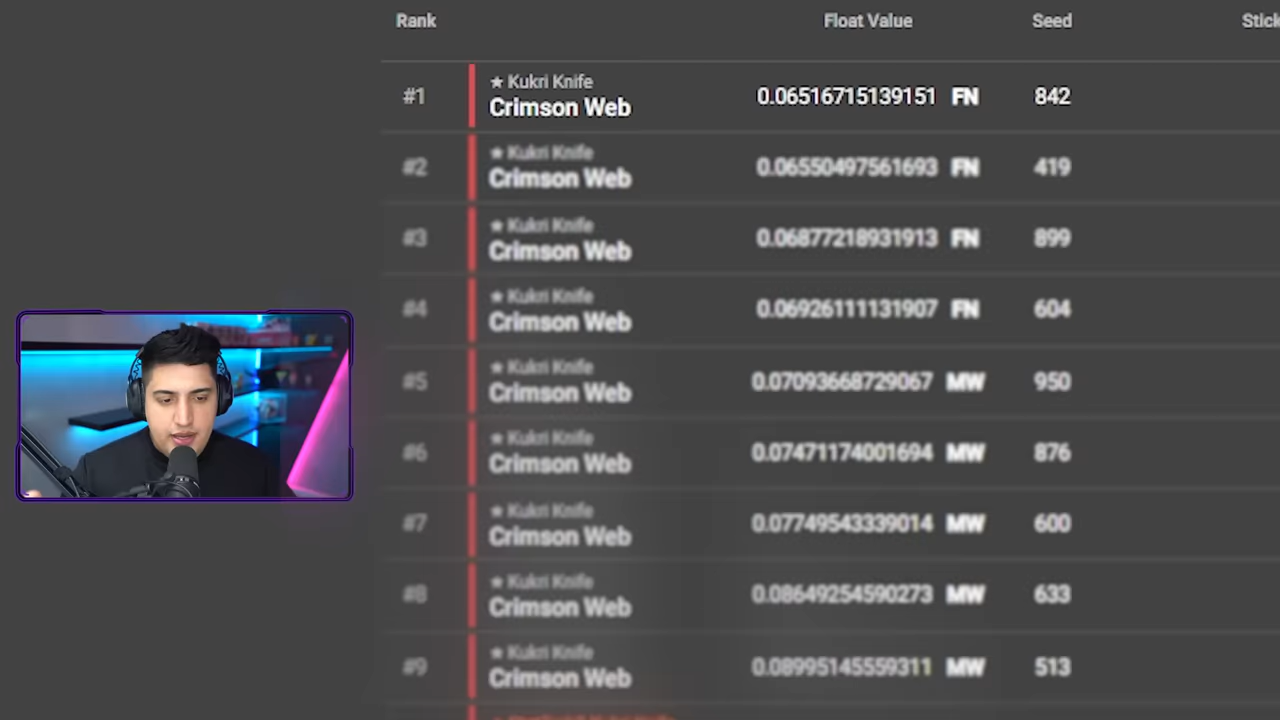 Rank Float Value Seed Stick
#1 ★ Kukri Knife
Crimson Web 0.06516715139151 FN 842
#2 ★ Kukri Knife
Crimson Web 0.06550497561693 FN 419
#3 ★ Kukri Knife
Crimson Web 0.06877218931913 FN 899
#4 ★ Kukri Knife
Crimson Web 0.069261111131907 FN 604
#5 ★ Kukri Knife
Crimson Web 0.07093668729067 MW 950
#6 ★ Kukri Knife
Crimson Web 0.07471174001694 MW 876
#7 ★ Kukri Knife
Crimson Web 0.07749543339014 MW 600
#8 ★ Kukri Knife
Crimson Web 0.08649254590273 MW 633
#9 ★ Kukri Knife
Crimson Web 0.08995145559311 MW 513